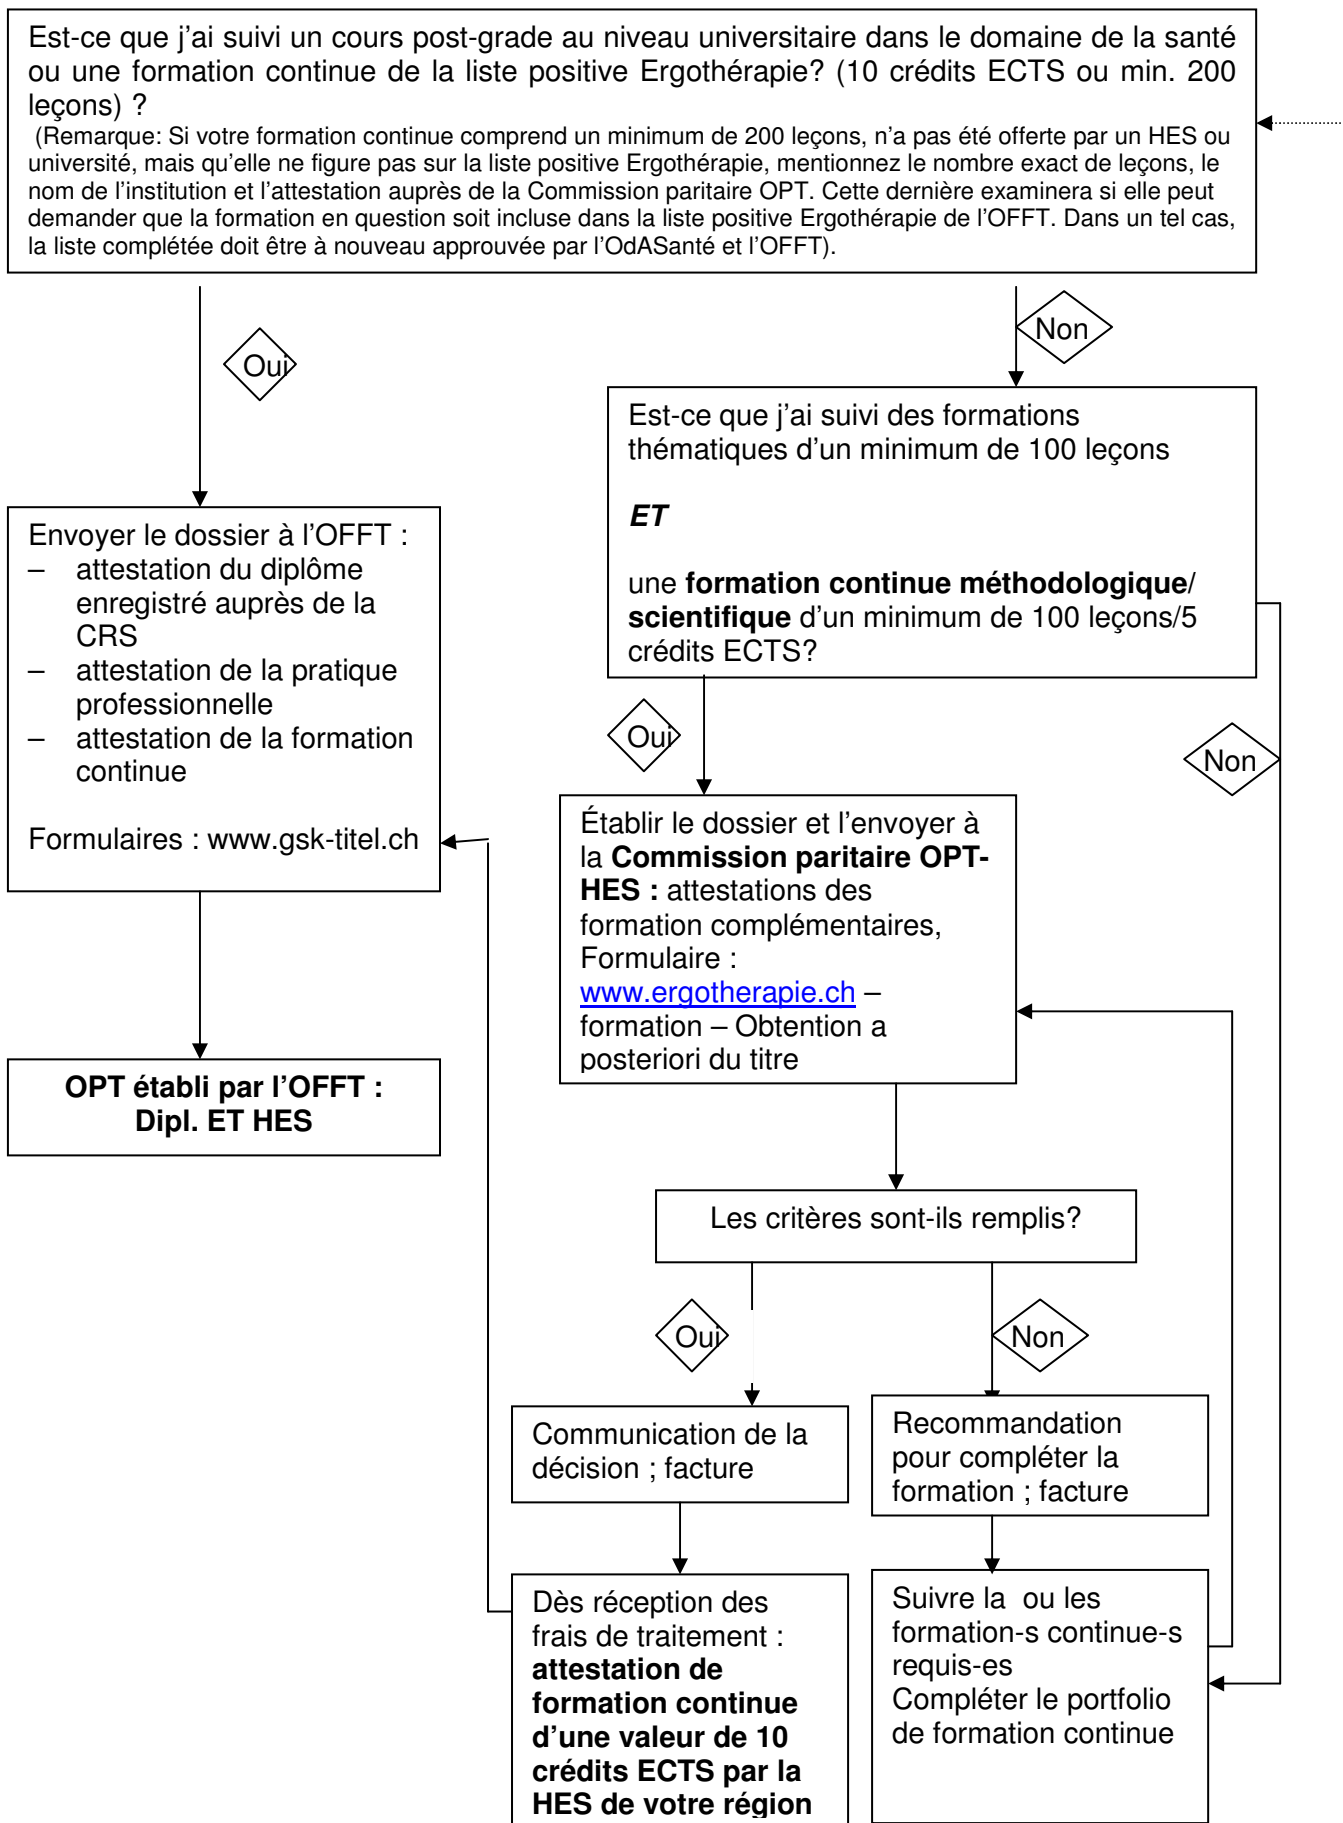 Est-ce que j'ai suivi un cours post-grade au niveau universitaire dans le domaine de la santé
ou une formation continue de la liste positive Ergothérapie? (10 crédits ECTS ou min. 200
leçons) ?
(Remarque: Si votre formation continue comprend un minimum de 200 leçons, n'a pas été offerte par un HES ou
université, mais qu'elle ne figure pas sur la liste positive Ergothérapie, mentionnez le nombre exact de leçons, le
nom de l'institution et l'attestation auprès de la Commission paritaire OPT. Cette dernière examinera si elle peut
demander que la formation en question soit incluse dans la liste positive Ergothérapie de l'OFFT. Dans un tel cas,
la liste complétée doit être à nouveau approuvée par l'OdASanté et l'OFFT).
Oui
Non
Est-ce que j'ai suivi des formations
thématiques d'un minimum de 100 leçons
ET
une formation continue méthodologique/
scientifique d'un minimum de 100 leçons/5
crédits ECTS?
Envoyer le dossier à l'OFFT :
– attestation du diplôme
enregistré auprès de la
CRS
– attestation de la pratique
professionnelle
– attestation de la formation
continue
Formulaires : www.gsk-titel.ch
Oui
Non
Établir le dossier et l'envoyer à
la Commission paritaire OPT-
HES : attestations des
formation complémentaires,
Formulaire :
www.ergotherapie.ch –
formation – Obtention a
posteriori du titre
OPT établi par l'OFFT :
Dipl. ET HES
Les critères sont-ils remplis?
Oui
Non
Communication de la
décision ; facture
Recommandation
pour compléter la
formation ; facture
Dès réception des
frais de traitement :
attestation de
formation continue
d'une valeur de 10
crédits ECTS par la
HES de votre région
Suivre la ou les
formation-s continue-s
requis-es
Compléter le portfolio
de formation continue